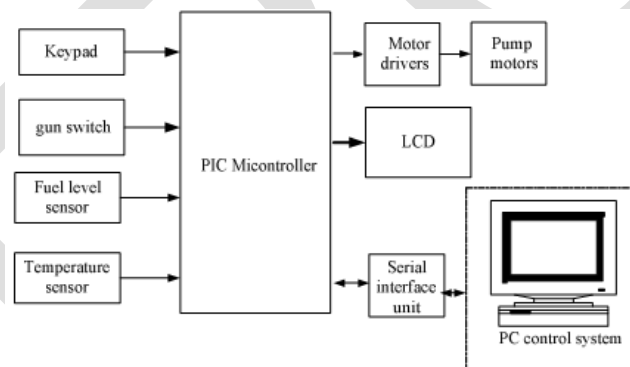 Keypad
gun switch
Fuel level
sensor
Temperature
sensor
PIC Micontroller
Motor
drivers
Pump
motors
LCD
Serial
interface
unit
PC control system